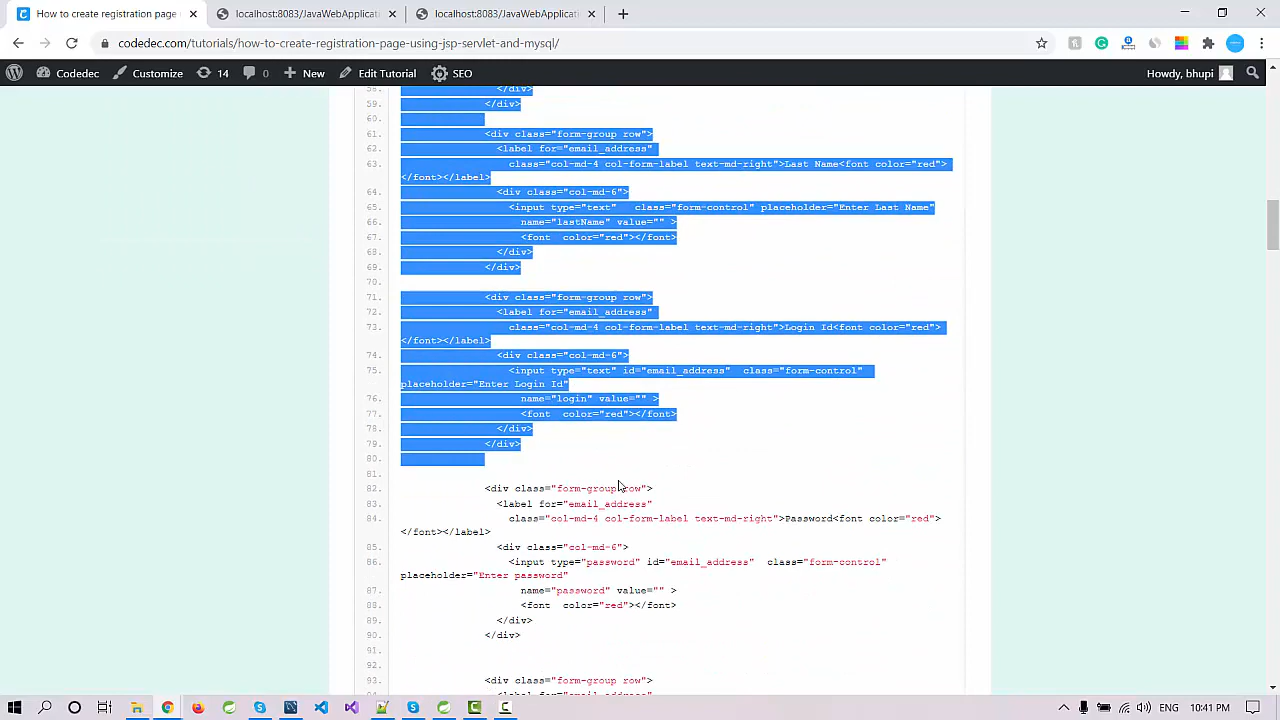 How to create registration page
localhost:8083/JavaWebApplicati
localhost:8083/JavaWebApplicati
codedec.com/tutorials/how-to-create-registration-page-using-jsp-servlet-and-mysql/
Codedec Customize 14 0 New Edit Tutorial SEO Howdy, bhupi
58. </div>
59. </div>
60.
61. <div class="form-group row">
62. <label for="email_address"
63. class="col-md-4 col-form-label text-md-right">Last Name<font color="red">
</font></label>
64. <div class="col-md-6">
65. <input type="text" class="form-control" placeholder="Enter Last Name"
66. name="lastName" value="" >
67. <font color="red"></font>
68. </div>
69. </div>
70.
71. <div class="form-group row">
72. <label for="email_address"
73. class="col-md-4 col-form-label text-md-right">Login Id<font color="red">
</font></label>
74. <div class="col-md-6">
75. <input type="text" id="email_address" class="form-control"
placeholder="Enter Login Id"
76. name="login" value="" >
77. <font color="red"></font>
78. </div>
79. </div>
80.
81.
82. <div class="form-group row">
83. <label for="email_address"
84. class="col-md-4 col-form-label text-md-right">Password<font color="red">
</font></label>
85. <div class="col-md-6">
86. <input type="password" id="email_address" class="form-control"
placeholder="Enter password"
87. name="password" value="" >
88. <font color="red"></font>
89. </div>
90. </div>
91.
92.
93. <div class="form-group row">
94. <label for="email_address"
ENG 10:41 PM